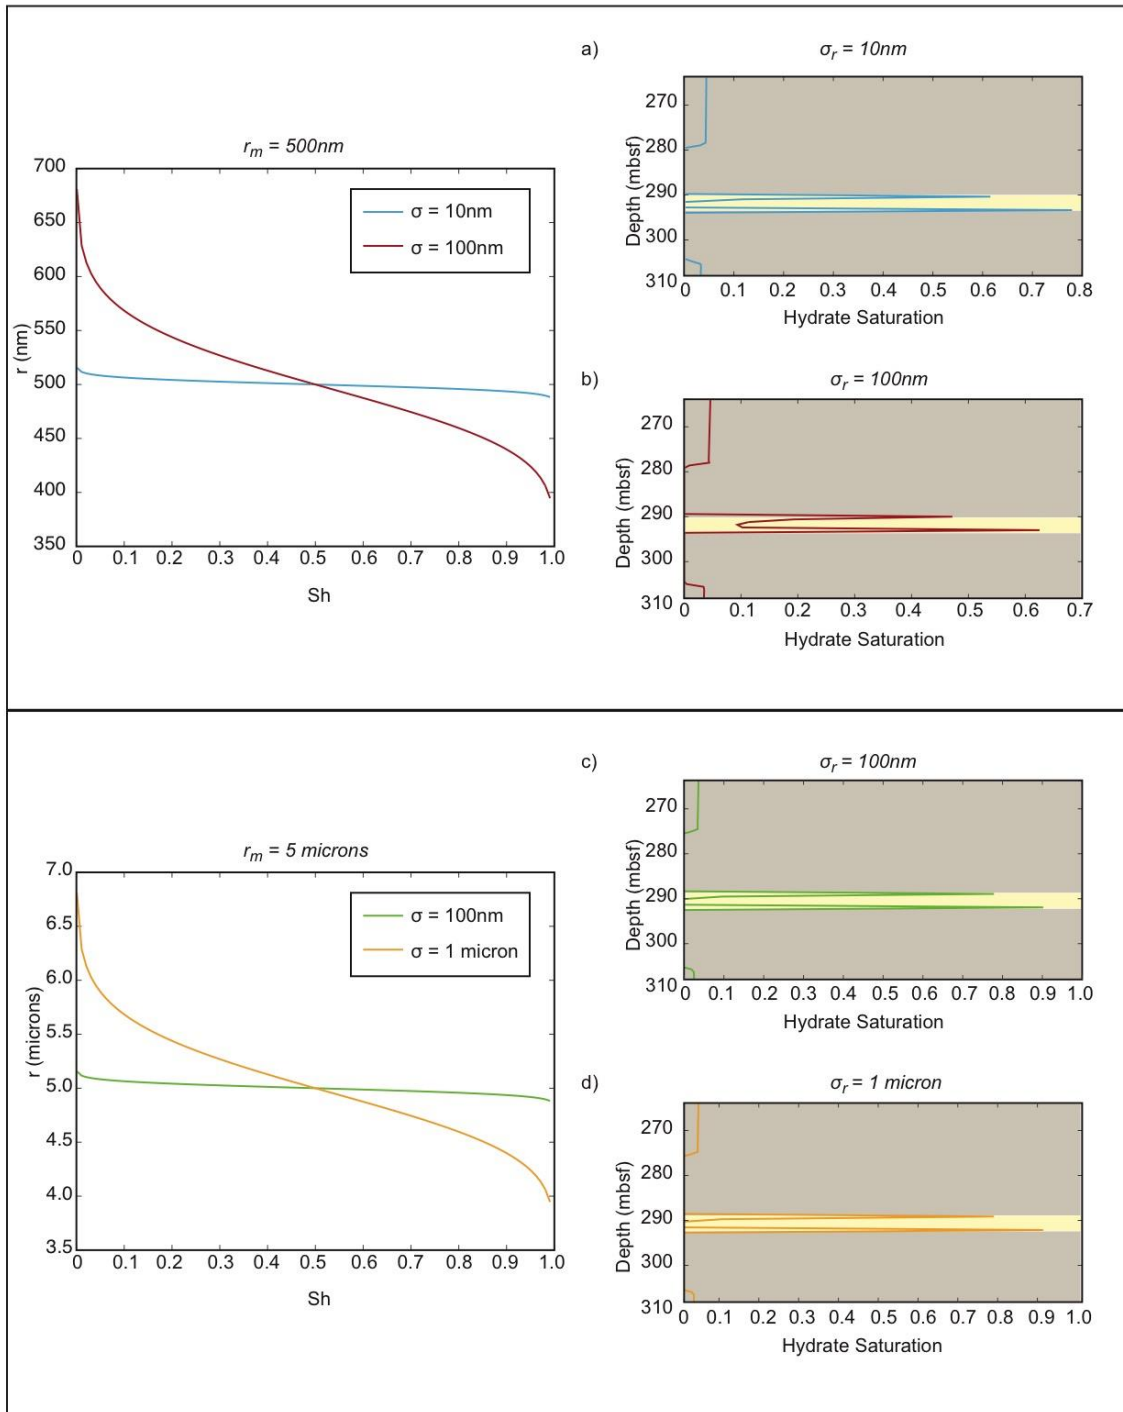 a)
σr = 10nm
270
280
290
300
310
Depth (mbsf)
0 0.1 0.2 0.3 0.4 0.5 0.6 0.7 0.8
Hydrate Saturation
rm = 500nm
700
650
600
550
500
450
400
350
r (nm)
σ = 10nm
σ = 100nm
0 0.1 0.2 0.3 0.4 0.5 0.6 0.7 0.8 0.9 1.0
Sh
b)
σr = 100nm
270
280
290
300
310
Depth (mbsf)
0 0.1 0.2 0.3 0.4 0.5 0.6 0.7
Hydrate Saturation
c)
σr = 100nm
270
280
290
300
310
Depth (mbsf)
0 0.1 0.2 0.3 0.4 0.5 0.6 0.7 0.8 0.9 1.0
Hydrate Saturation
rm = 5 microns
7.0
6.5
6.0
5.5
5.0
4.5
4.0
3.5
r (microns)
σ = 100nm
σ = 1 micron
0 0.1 0.2 0.3 0.4 0.5 0.6 0.7 0.8 0.9 1.0
Sh
d)
σr = 1 micron
270
280
290
300
310
Depth (mbsf)
0 0.1 0.2 0.3 0.4 0.5 0.6 0.7 0.8 0.9 1.0
Hydrate Saturation